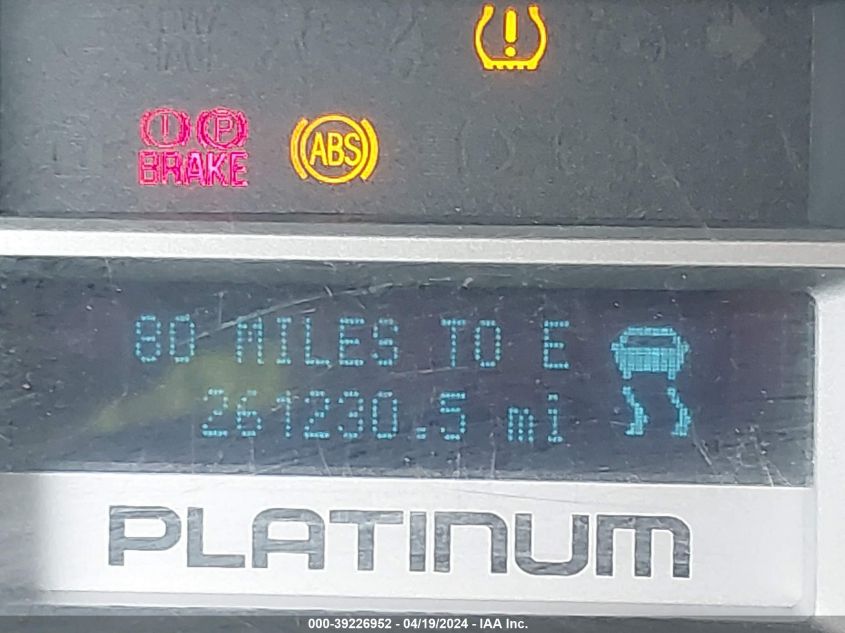 BRAKE
P
ABS
80 MILES TO E
261230.5 mi
PLATINUM
000-39226952 - 04/19/2024 - IAA Inc.